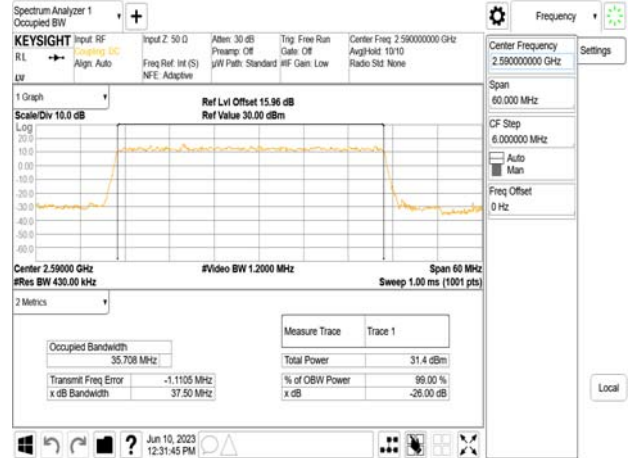 Spectrum Analyzer 1
Occupied BW
+
Frequency
KEYSIGHT
Input: RF
Input Z: 50 Ω
Atten: 30 dB
Trig: Free Run
Center Freq: 2.590000000 GHz
RL
Coupling: DC
Preamp: Off
Gate: Off
Avg|Hold: 10/10
Align: Auto
Freq Ref: Int (S)
µW Path: Standard
#IF Gain: Low
Radio Std: None
NFE: Adaptive
Center Frequency
2.590000000 GHz
Settings
Span
60.000 MHz
CF Step
6.000000 MHz
Auto
Man
Freq Offset
0 Hz
Local
1 Graph
Ref Lvl Offset 15.96 dB
Scale/Div 10.0 dB
Ref Value 30.00 dBm
Log
20.0
10.0
0.00
-10.0
-20.0
-30.0
-40.0
-50.0
-60.0
Center 2.59000 GHz
#Video BW 1.2000 MHz
Span 60 MHz
#Res BW 430.00 kHz
Sweep 1.00 ms (1001 pts)
2 Metrics
Measure Trace
Trace 1
Occupied Bandwidth
35.708 MHz
Total Power
31.4 dBm
Transmit Freq Error
-1.1105 MHz
% of OBW Power
99.00 %
x dB Bandwidth
37.50 MHz
x dB
-26.00 dB
?
Jun 10, 2023
12:31:45 PM